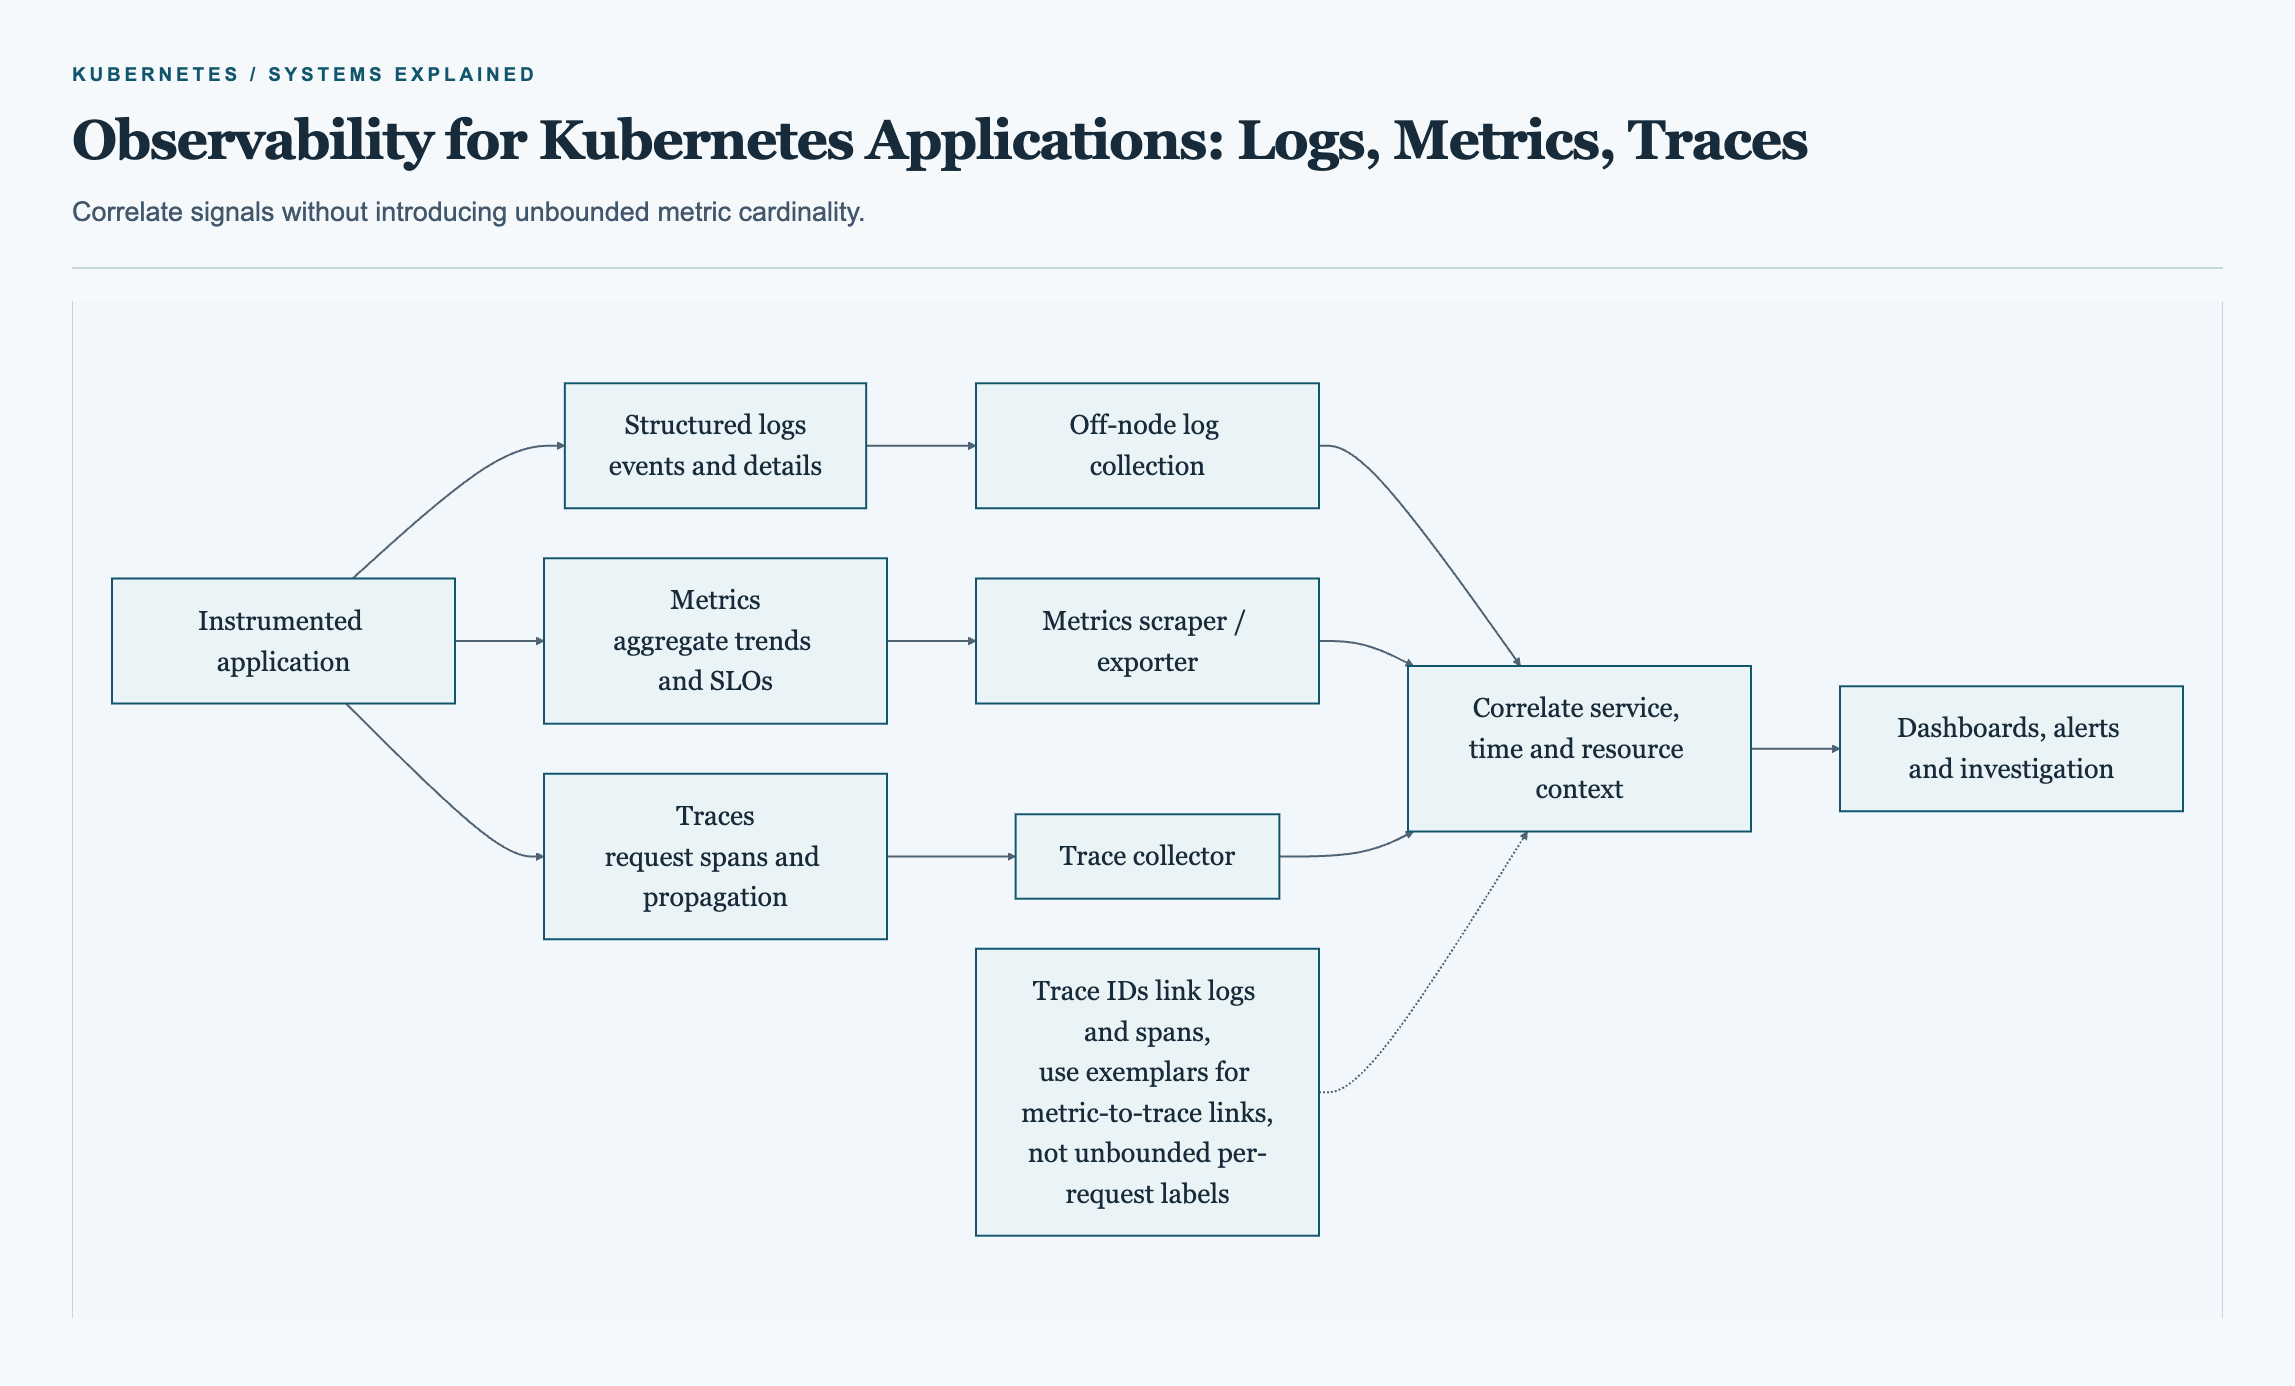 KUBERNETES / SYSTEMS EXPLAINED
Observability for Kubernetes Applications: Logs, Metrics, Traces
Correlate signals without introducing unbounded metric cardinality.
Instrumented
application
Structured logs
events and details
Metrics
aggregate trends
and SLOs
Traces
request spans and
propagation
Off-node log
collection
Metrics scraper /
exporter
Trace collector
Trace IDs link logs
and spans,
use exemplars for
metric-to-trace links,
not unbounded per-
request labels
Correlate service,
time and resource
context
Dashboards, alerts
and investigation